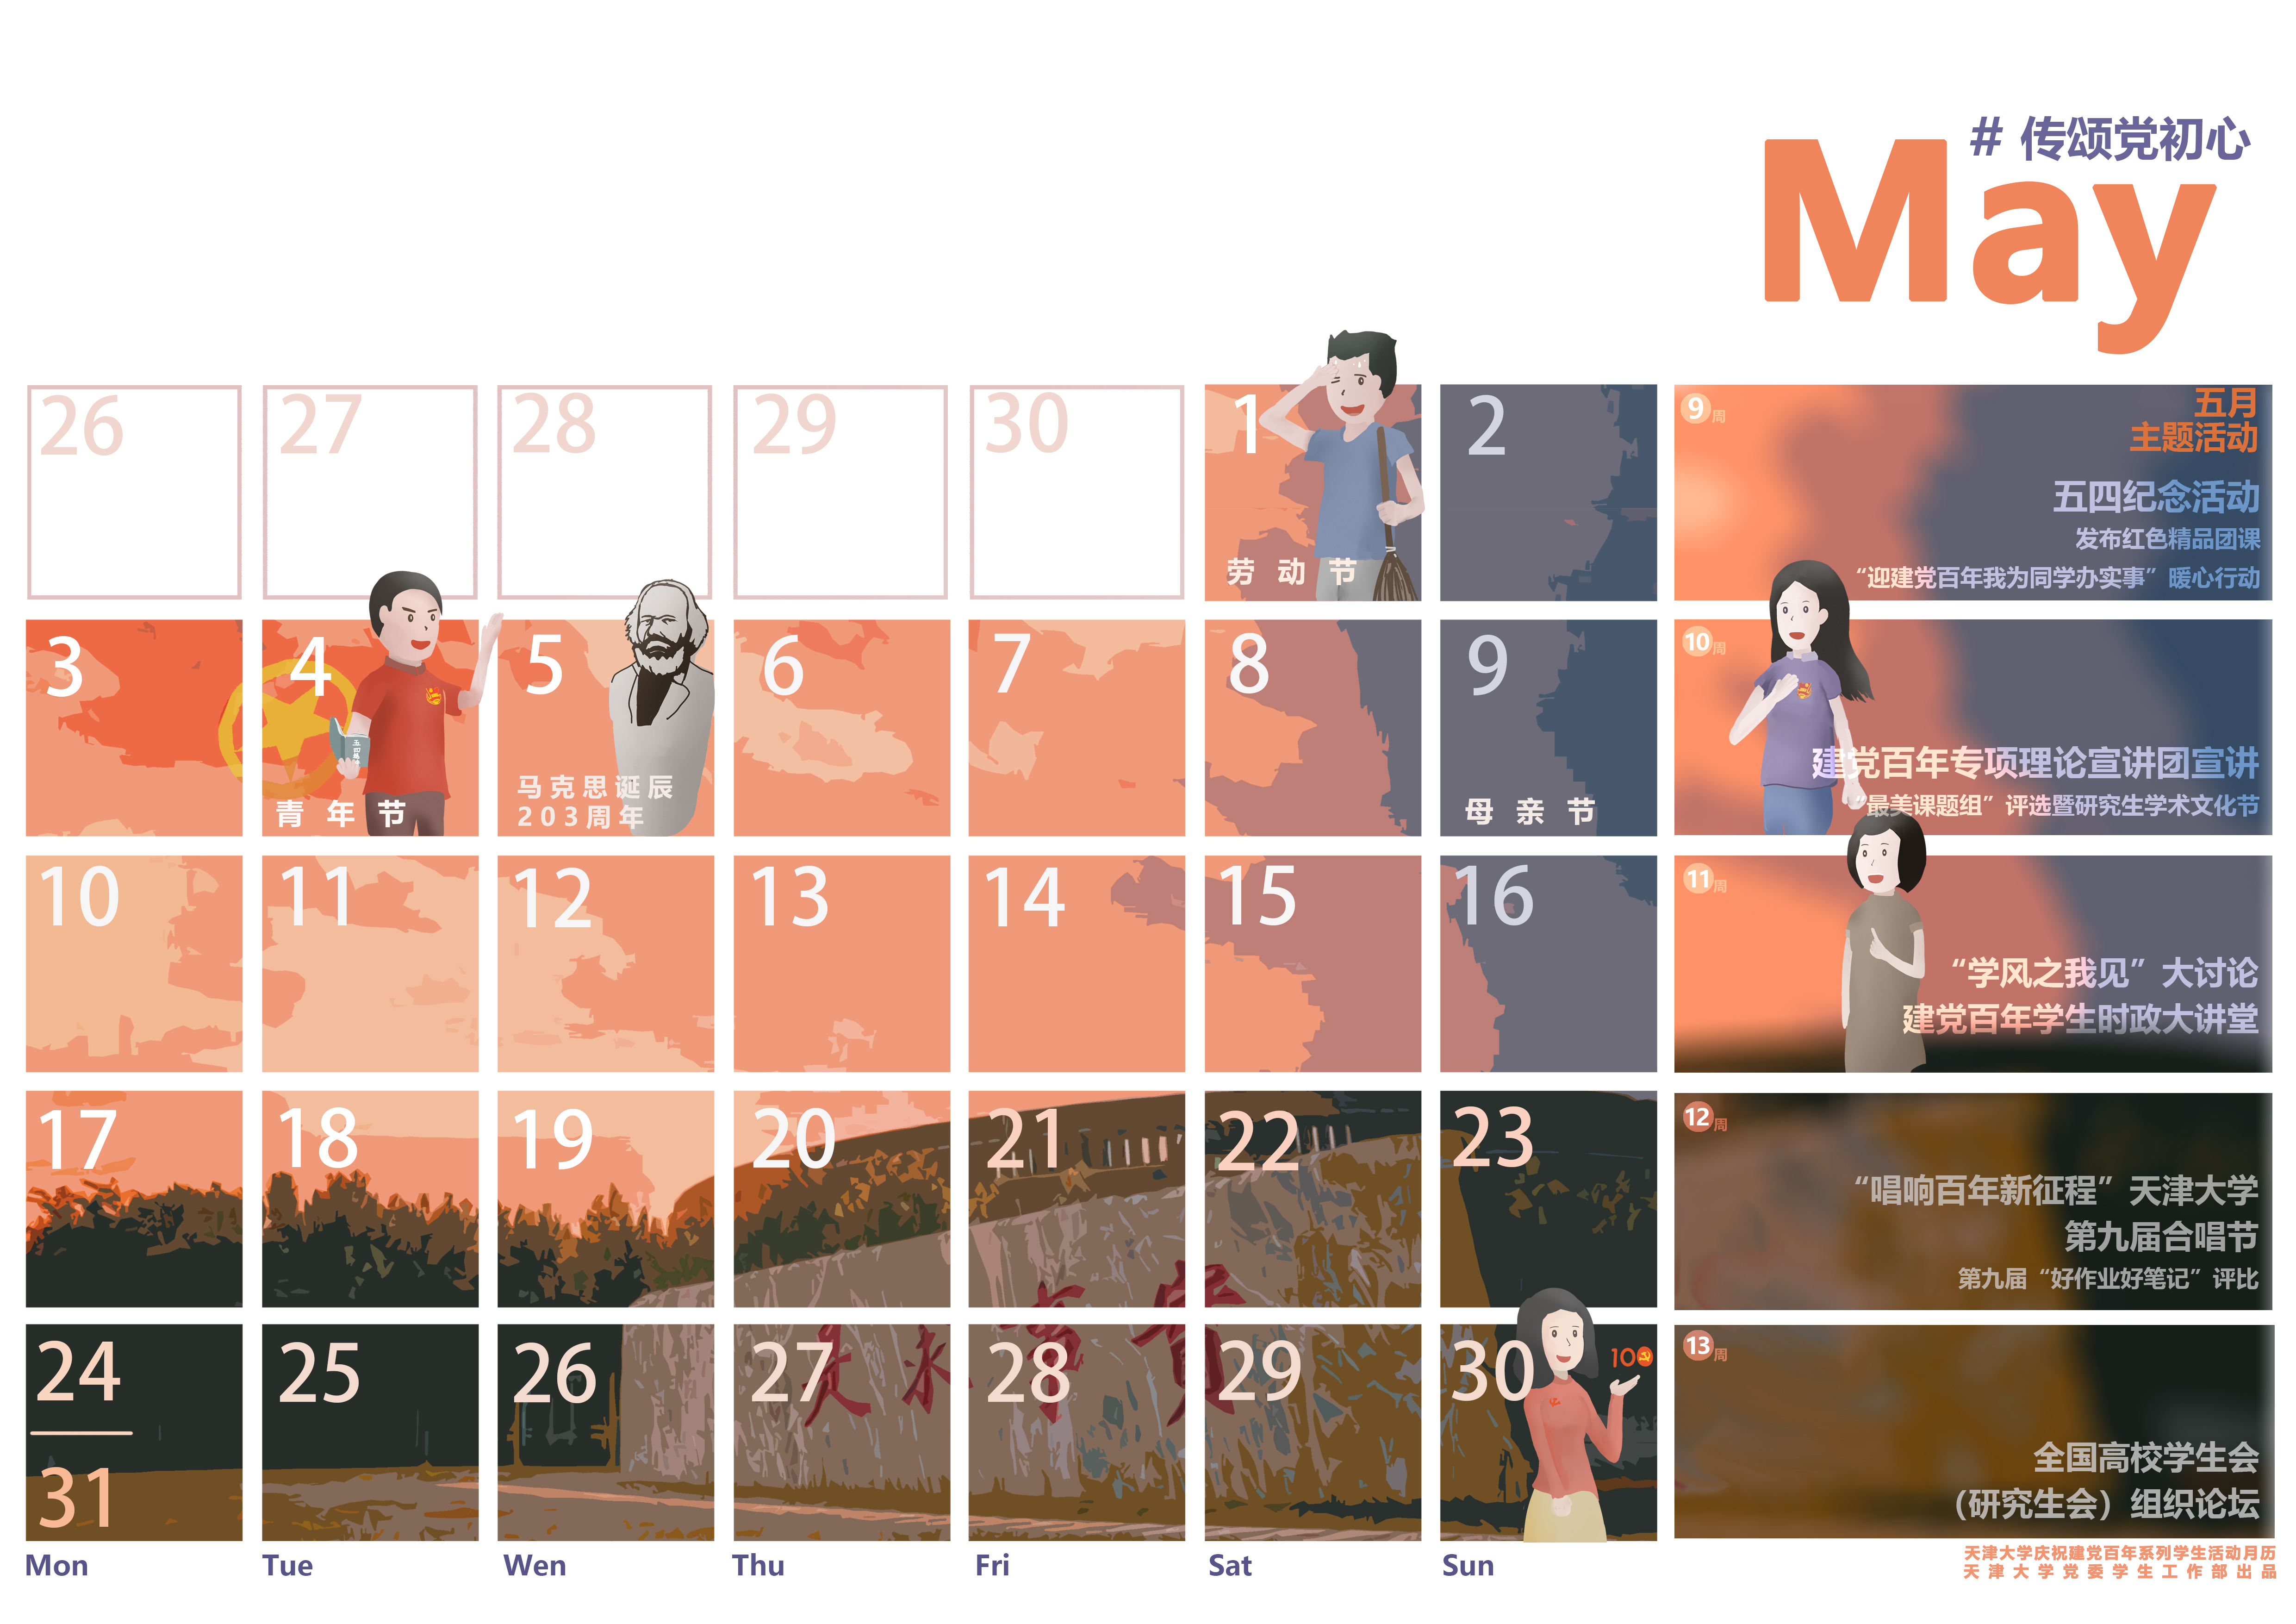 # 传颂党初心
May
26 27 28 29 30 1 2
劳动节
9周
五月
主题活动
五四纪念活动
发布红色精品团课
“迎建党百年我为同学办实事”暖心行动
3 4 5 6 7 8 9
青年节
马克思诞辰
203周年
母亲节
10周
建党百年专项理论宣讲团宣讲
“最美课题组”评选暨研究生学术文化节
10 11 12 13 14 15 16
11周
“学风之我见”大讨论
建党百年学生时政大讲堂
17 18 19 20 21 22 23
12周
“唱响百年新征程”天津大学
第九届合唱节
第九届“好作业好笔记”评比
24 25 26 27 28 29 30
100
31
13周
全国高校学生会
（研究生会）组织论坛
Mon Tue Wen Thu Fri Sat Sun
天津大学庆祝建党百年系列学生活动月历
天津大学党委学生工作部出品